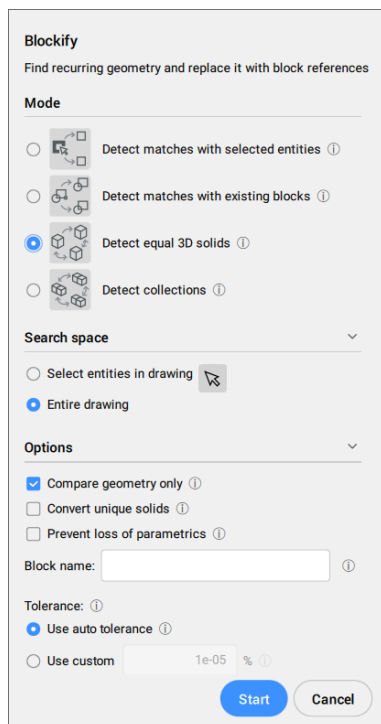 Blockify
Find recurring geometry and replace it with block references
Mode
Detect matches with selected entities
Detect matches with existing blocks
Detect equal 3D solids
Detect collections
Search space
Select entities in drawing
Entire drawing
Options
Compare geometry only
Convert unique solids
Prevent loss of parametrics
Block name:
Tolerance:
Use auto tolerance
Use custom 1e-05 %
Start Cancel